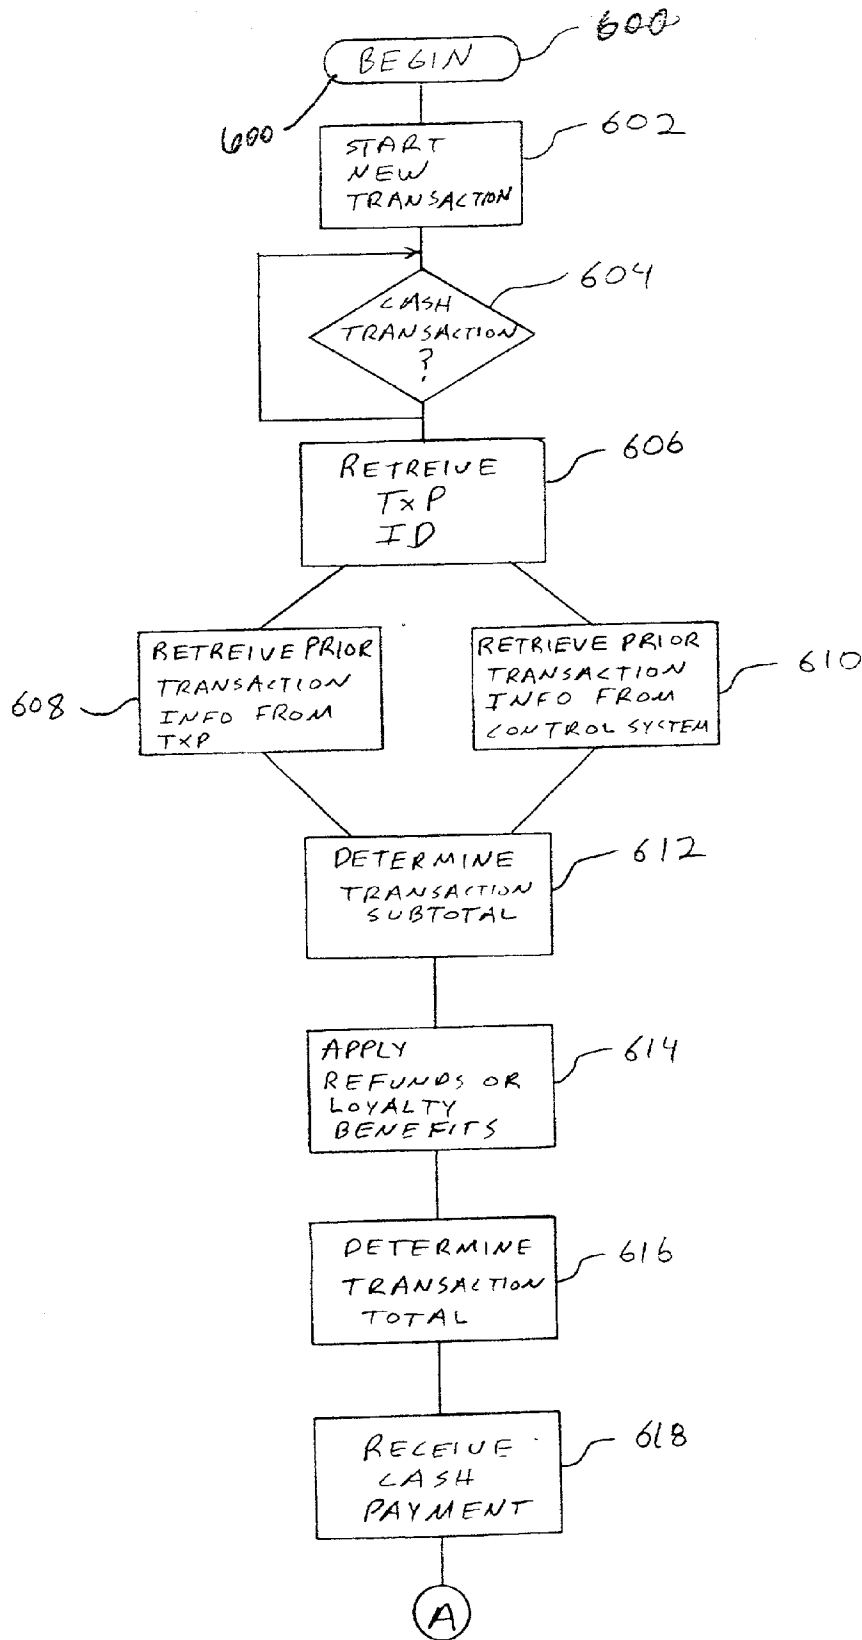 600
BEGIN
600
602
START
NEW
TRANSACTION
604
CASH
TRANSACTION
?
606
RETREIVE
TXP
ID
RETREIVE PRIOR
TRANSACTION
INFO FROM
TXP
608
RETRIEVE PRIOR
TRANSACTION
INFO FROM
CONTROL SYSTEM
610
612
DETERMINE
TRANSACTION
SUBTOTAL
614
APPLY
REFUNDS OR
LOYALTY
BENEFITS
616
DETERMINE
TRANSACTION
TOTAL
618
RECEIVE
CASH
PAYMENT
A